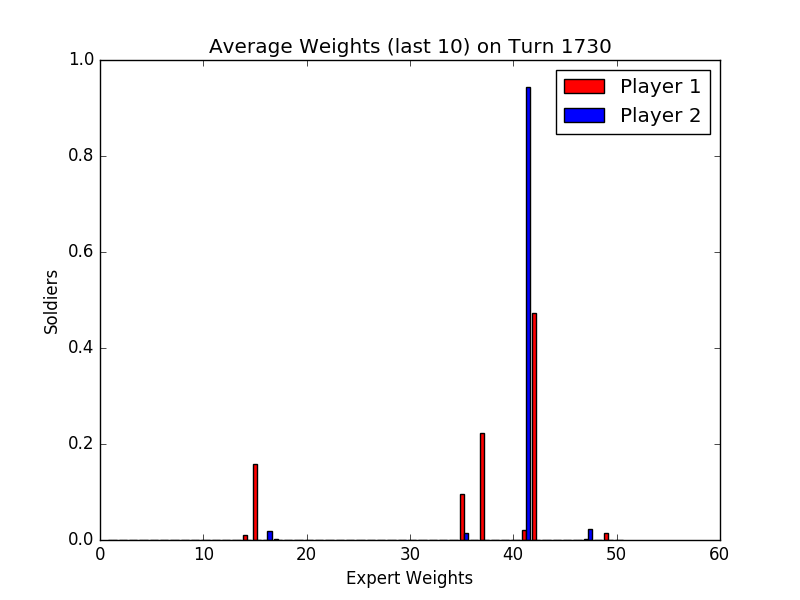 Average Weights (last 10) on Turn 1730
1.0
0.8
0.6
0.4
0.2
0.0
Soldiers
Player 1
Player 2
0 10 20 30 40 50 60
Expert Weights